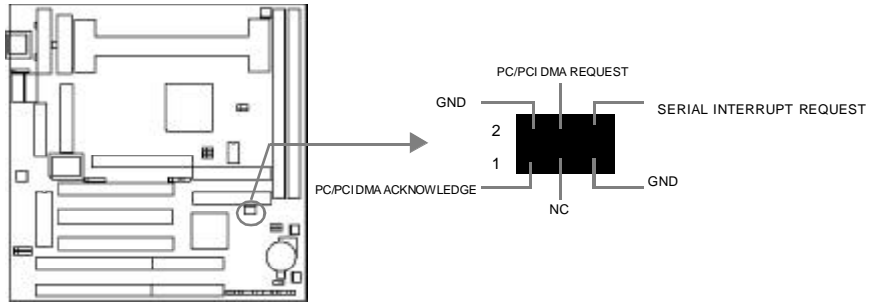 PC/PCI DMA REQUEST
GND
SERIAL INTERRUPT REQUEST
2
1
PC/PCI DMA ACKNOWLEDGE
GND
NC